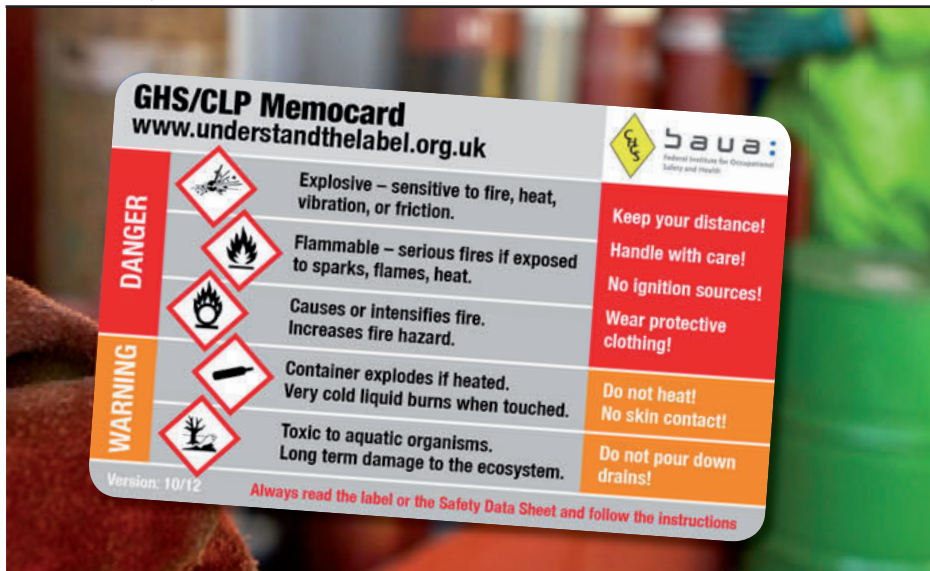 GHS/CLP Memocard
www.understandthelabel.org.uk
CHCS
baua:
Federal Institute for Occupational
Safety and Health
DANGER
Explosive – sensitive to fire, heat,
vibration, or friction.
Flammable – serious fires if exposed
to sparks, flames, heat.
Causes or intensifies fire.
Increases fire hazard.
Keep your distance!
Handle with care!
No ignition sources!
Wear protective
clothing!
WARNING
Container explodes if heated.
Very cold liquid burns when touched.
Do not heat!
No skin contact!
Toxic to aquatic organisms.
Long term damage to the ecosystem.
Do not pour down
drains!
Version: 10/12
Always read the label or the Safety Data Sheet and follow the instructions